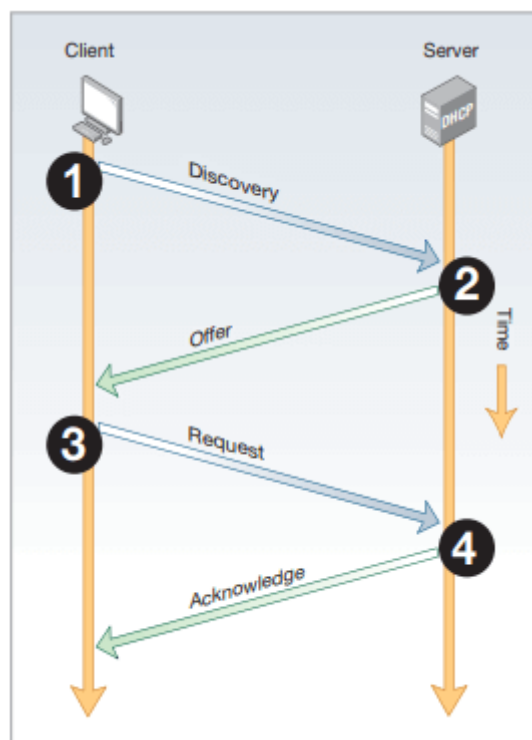 Client
Server
DHCP
1
Discovery
2
Offer
Time
3
Request
4
Acknowledge